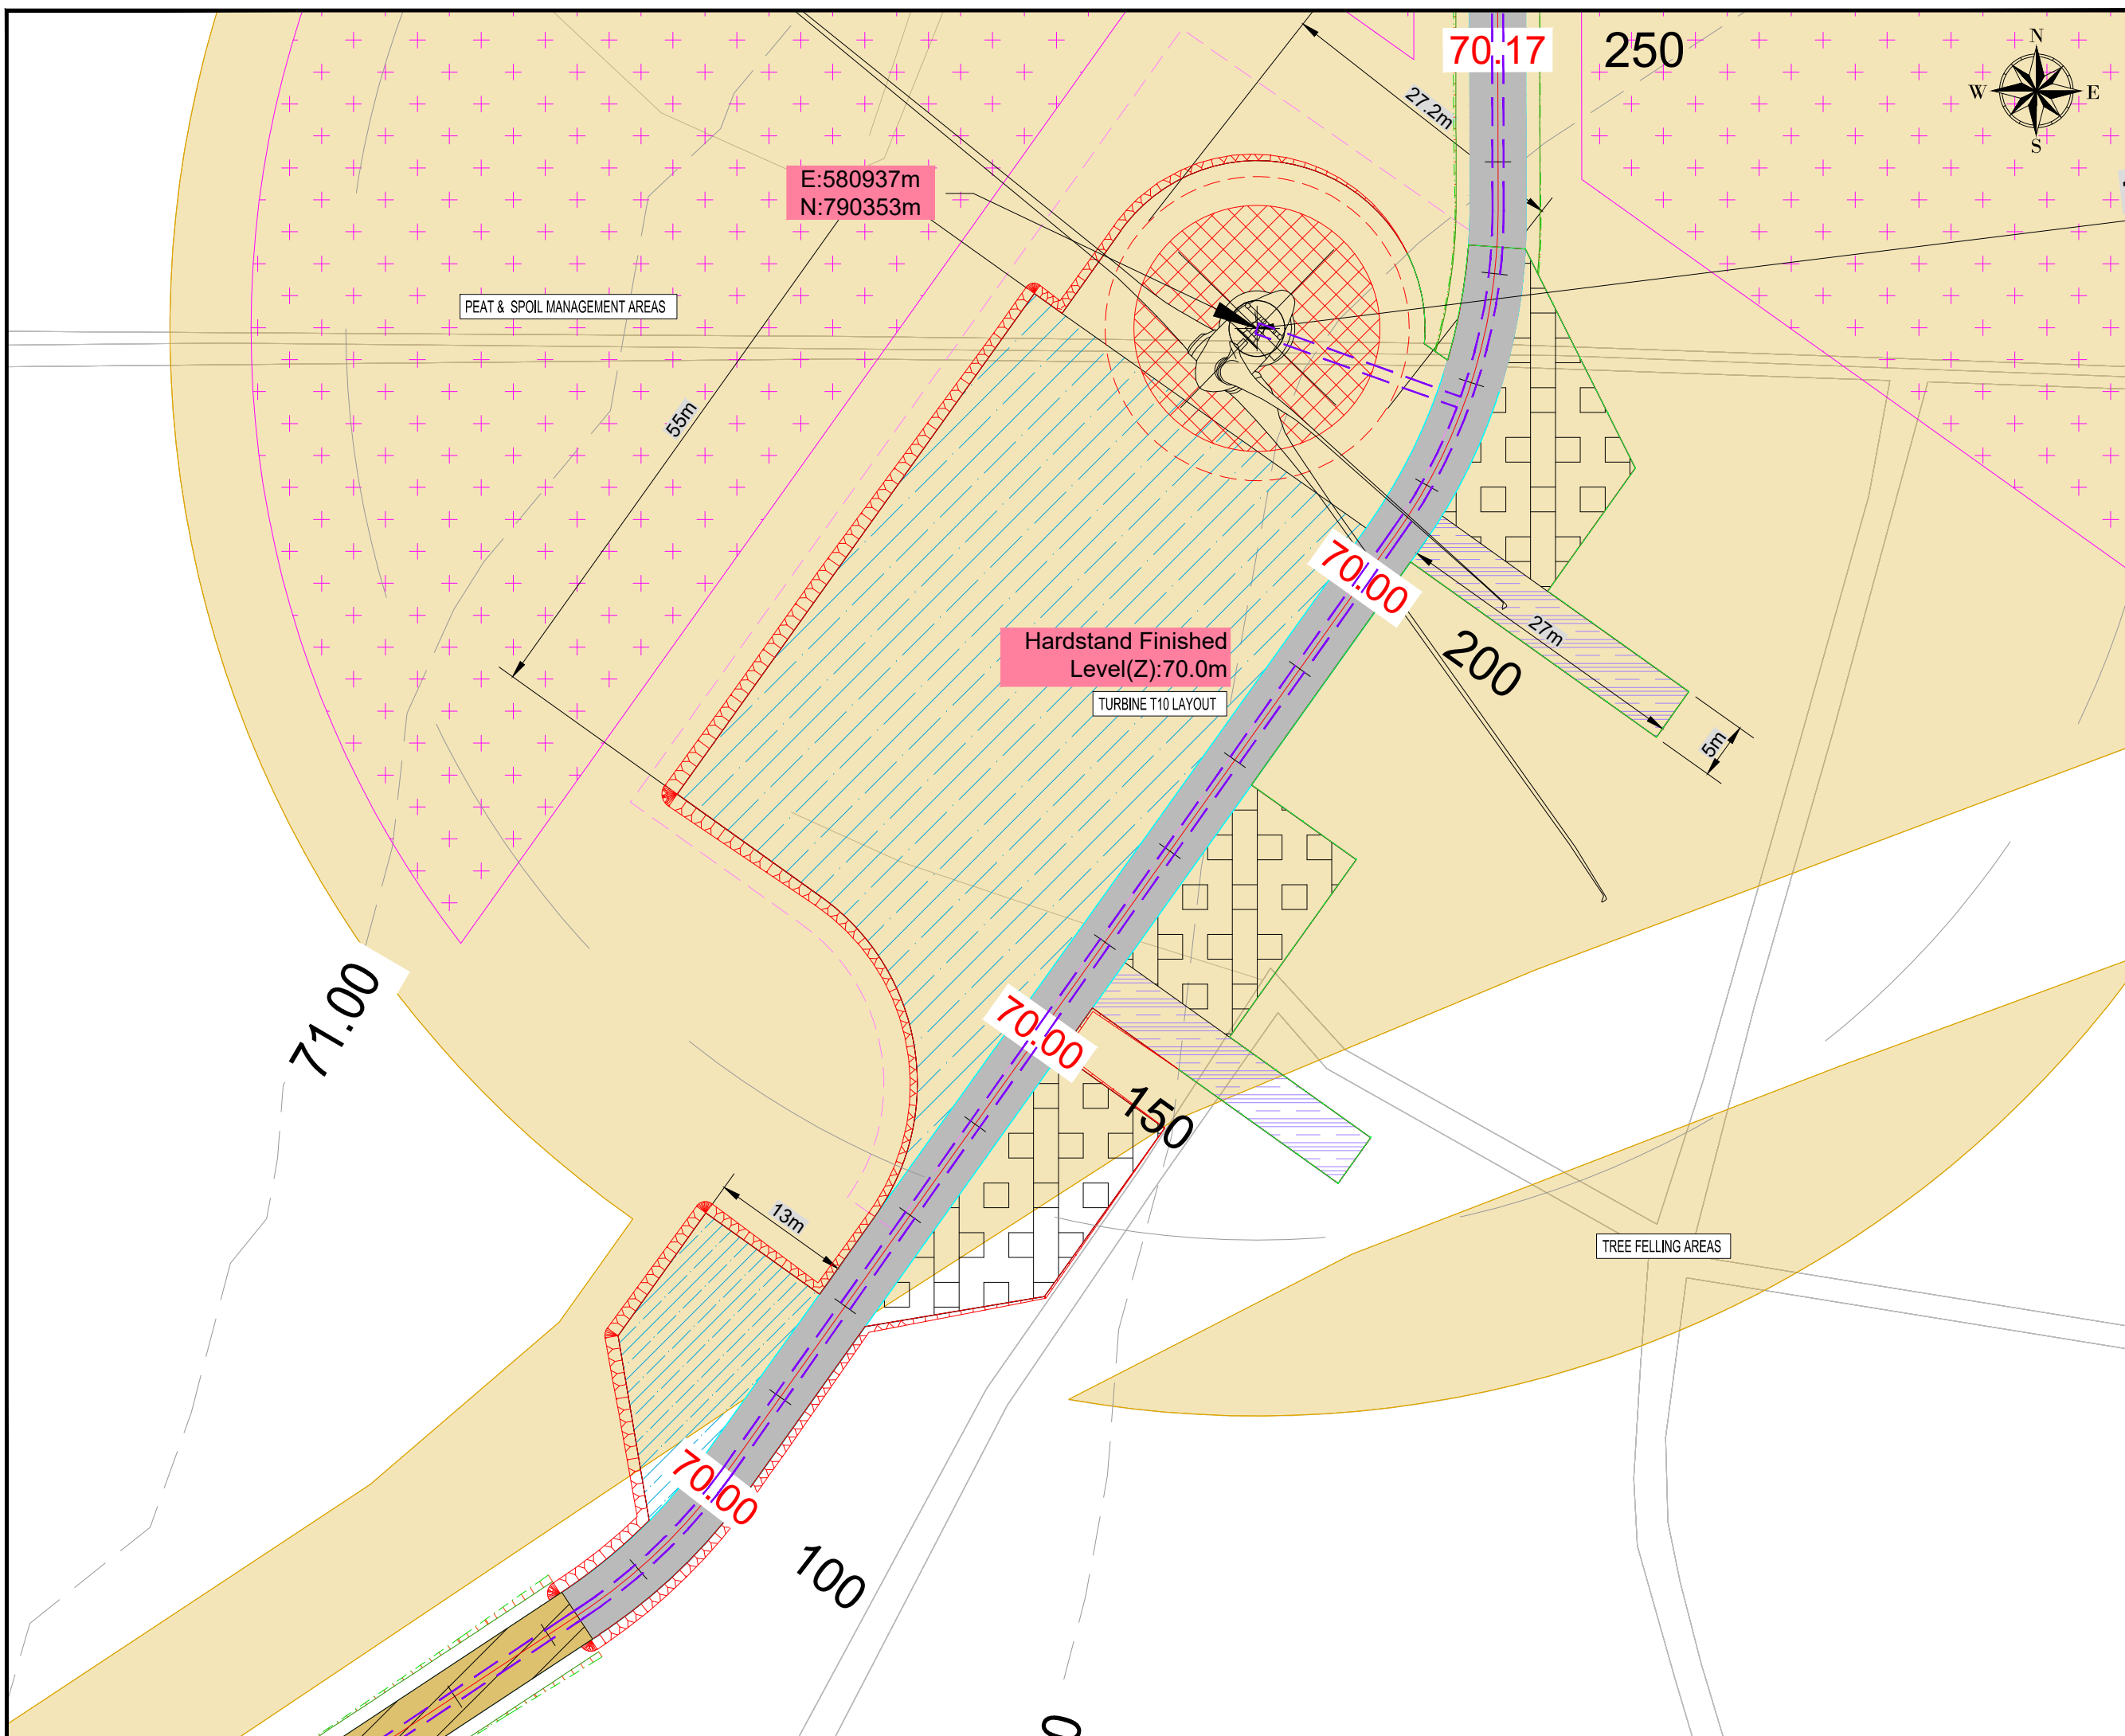 70.17
250
N
W
E
S
27.2m
E:580937m
N:790353m
PEAT & SPOIL MANAGEMENT AREAS
55m
70.00
27m
Hardstand Finished
Level(Z):70.0m
200
TURBINE T10 LAYOUT
5m
71.00
70.00
150
13m
TREE FELLING AREAS
70.00
100
0